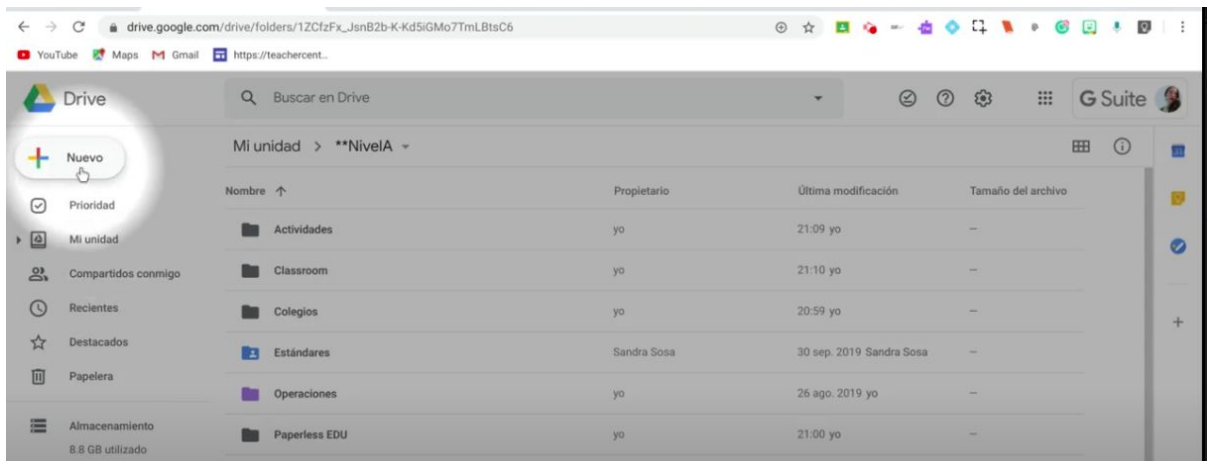 drive.google.com/drive/folders/1ZCfzFx_JsnB2b-K-Kd5iGMo7TmLBtsC6
YouTube Maps Gmail https://teachercent...
Drive Buscar en Drive G Suite
Nuevo Mi unidad > **NivelA
Nombre Propietario Última modificación Tamaño del archivo
Prioridad
Actividades yo 21:09 yo —
Mi unidad
Classroom yo 21:10 yo —
Compartidos conmigo
Colegios yo 20:59 yo —
Recientes
Estándares Sandra Sosa 30 sep. 2019 Sandra Sosa —
Destacados
Operaciones yo 26 ago. 2019 yo —
Papelera
Paperless EDU yo 21:00 yo —
Almacenamiento
8.8 GB utilizado